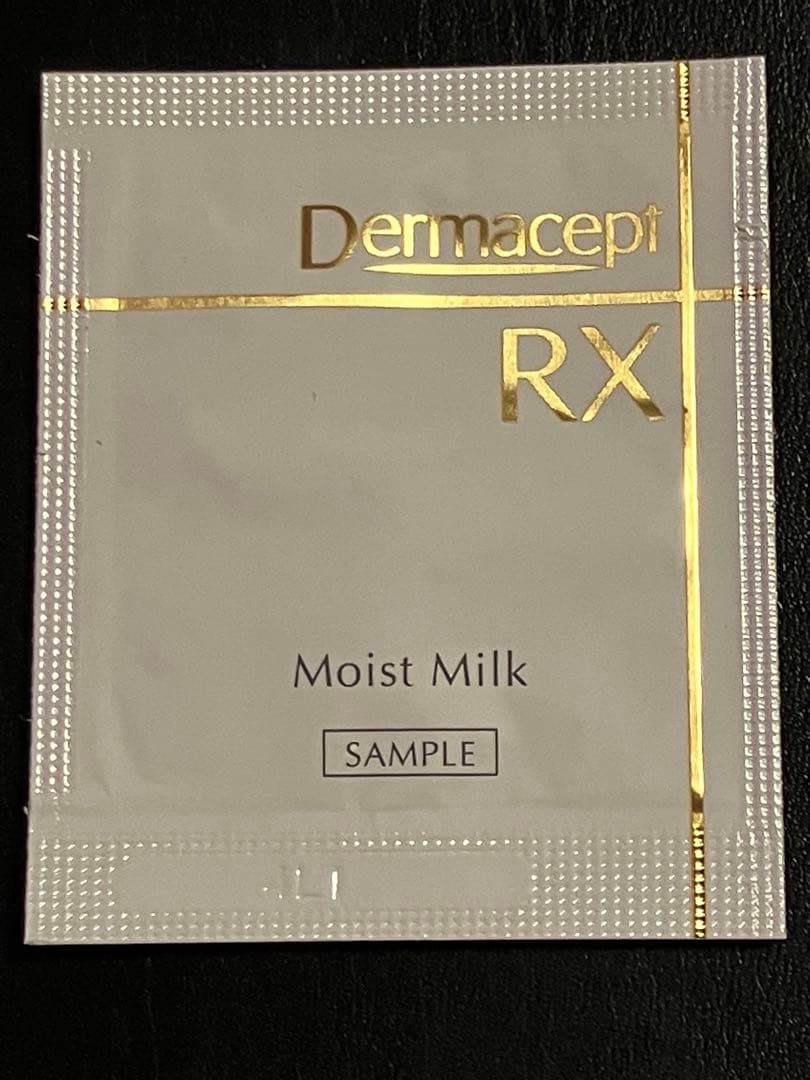 Dermacept
RX
Moist Milk
SAMPLE